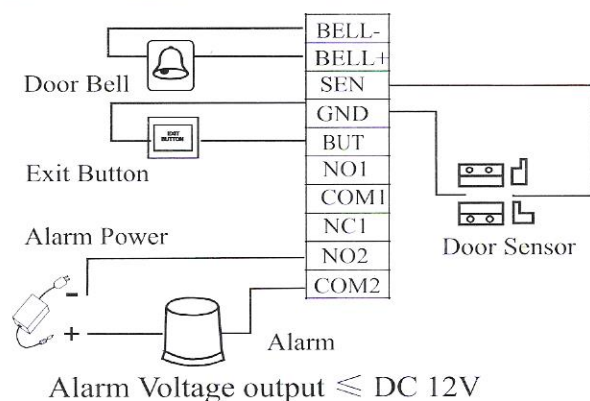 BELL-
BELL+
Door Bell
SEN
GND
EXIT
BUTTON
BUT
Exit Button
NO1
COM1
NC1
Alarm Power
NO2
Door Sensor
COM2
-
+
Alarm
Alarm Voltage output ≤ DC 12V